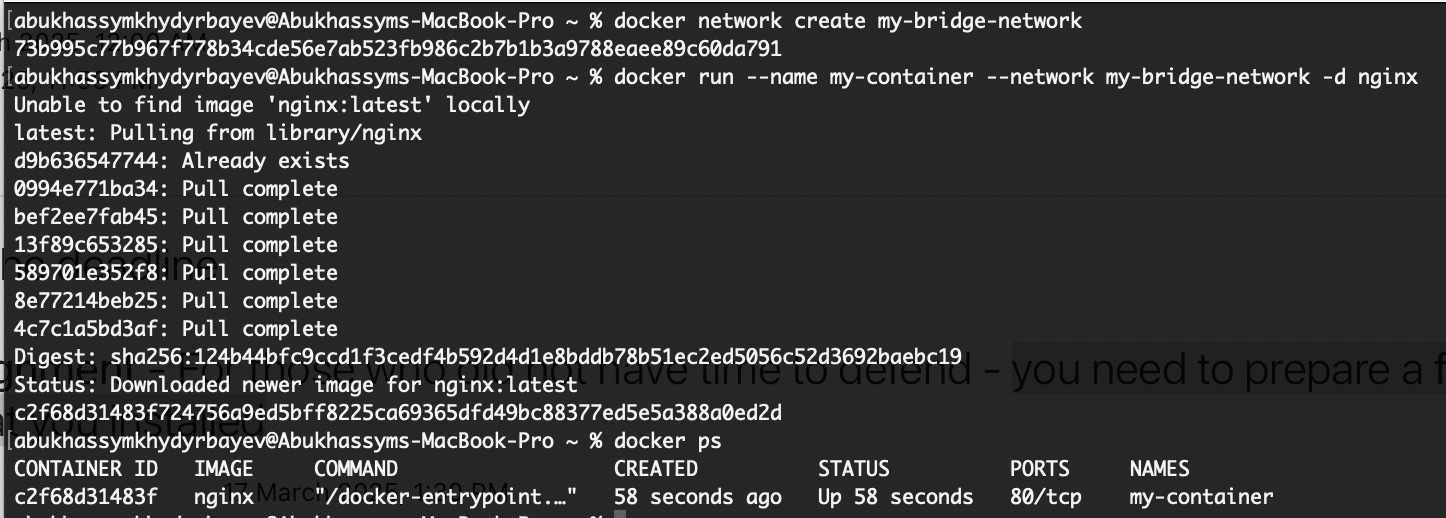 [abukhassymkhydyrbayev@Abukhassyms-MacBook-Pro ~ % docker network create my-bridge-network
73b995c77b967f778b34cde56e7ab523fb986c2b7b1b3a9788eaee89c60da791
[abukhassymkhydyrbayev@Abukhassyms-MacBook-Pro ~ % docker run --name my-container --network my-bridge-network -d nginx
Unable to find image 'nginx:latest' locally
latest: Pulling from library/nginx
d9b636547744: Already exists
0994e771ba34: Pull complete
bef2ee7fab45: Pull complete
13f89c653285: Pull complete
589701e352f8: Pull complete
8e77214beb25: Pull complete
4c7c1a5bd3af: Pull complete
Digest: sha256:124b44bfc9ccd1f3cedf4b592d4d1e8bddb78b51ec2ed5056c52d3692baebc19
Status: Downloaded newer image for nginx:latest
c2f68d31483f724756a9ed5bff8225ca69365dfd49bc88377ed5e5a388a0ed2d
[abukhassymkhydyrbayev@Abukhassyms-MacBook-Pro ~ % docker ps
CONTAINER ID IMAGE COMMAND CREATED STATUS PORTS NAMES
c2f68d31483f nginx "/docker-entrypoint.…" 58 seconds ago Up 58 seconds 80/tcp my-container
deadline
For those who did not have time to defend - you need to prepare a
you installed
17 March 2025,